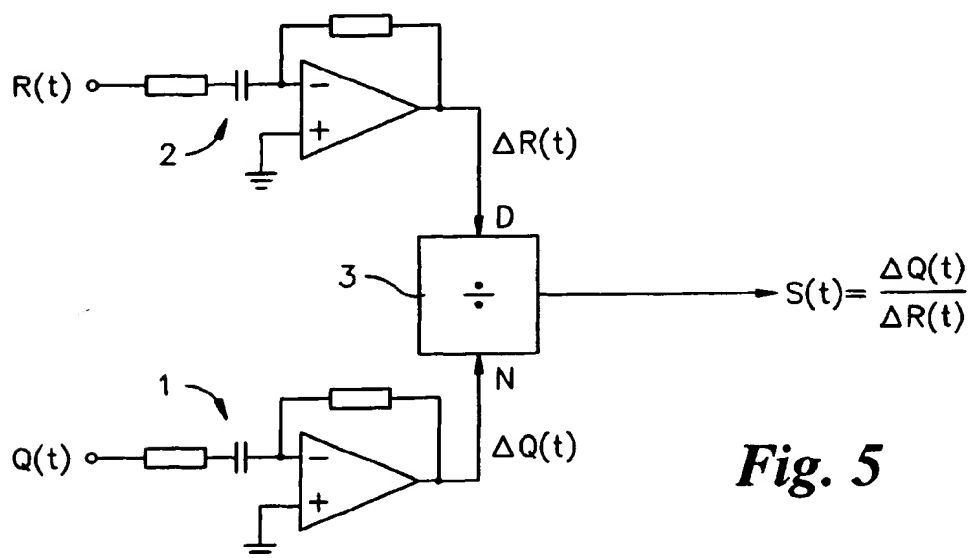 R(t)
−
+
2
ΔR(t)
D
3
÷
S(t)= ΔQ(t)
ΔR(t)
N
1
ΔQ(t)
Q(t)
−
+
Fig. 5